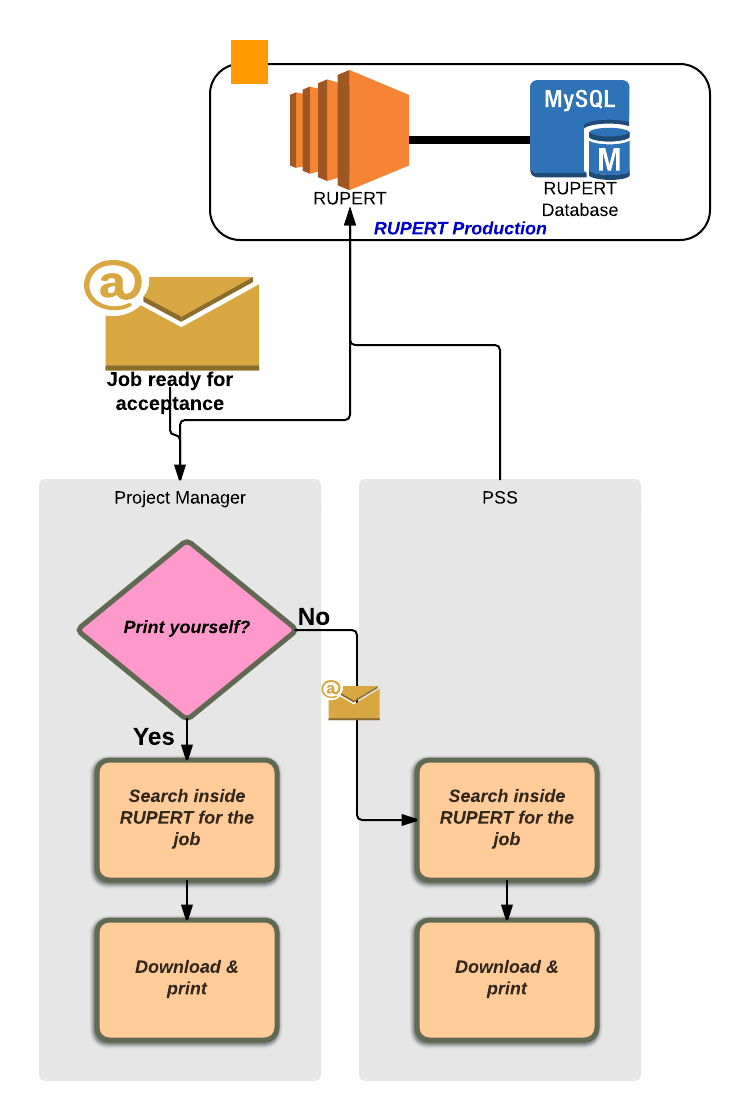 MySQL
M
RUPERT
RUPERT
Database
RUPERT Production
@
Job ready for
acceptance
Project Manager
PSS
Print yourself?
No
@
Yes
Search inside
RUPERT for the
job
Search inside
RUPERT for the
job
Download &
print
Download &
print